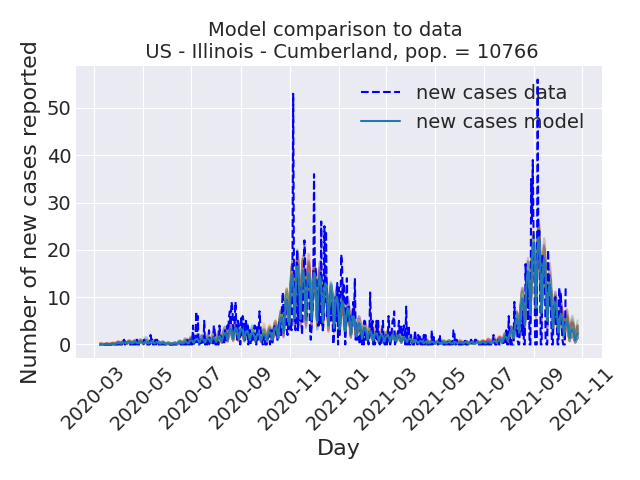 Model comparison to data
US - Illinois - Cumberland, pop. = 10766
Number of new cases reported
50
40
30
20
10
0
new cases data
new cases model
2020-03
2020-05
2020-07
2020-09
2020-11
2021-01
2021-03
2021-05
2021-07
2021-09
2021-11
Day